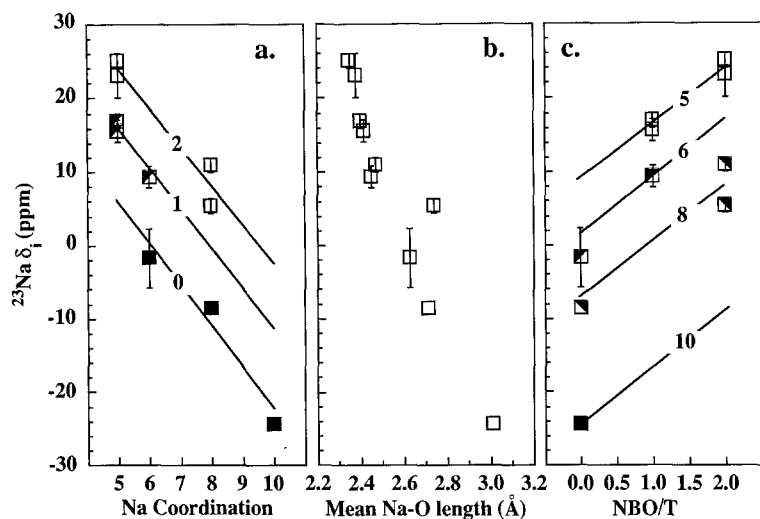 30
20
10
0
-10
-20
-30
²³Na δᵢ (ppm)
a.
2
1
0
5 6 7 8 9 10
Na Coordination
b.
2.2 2.4 2.6 2.8 3.0 3.2
Mean Na-O length (Å)
c.
5
6
8
10
0.0 0.5 1.0 1.5 2.0
NBO/T